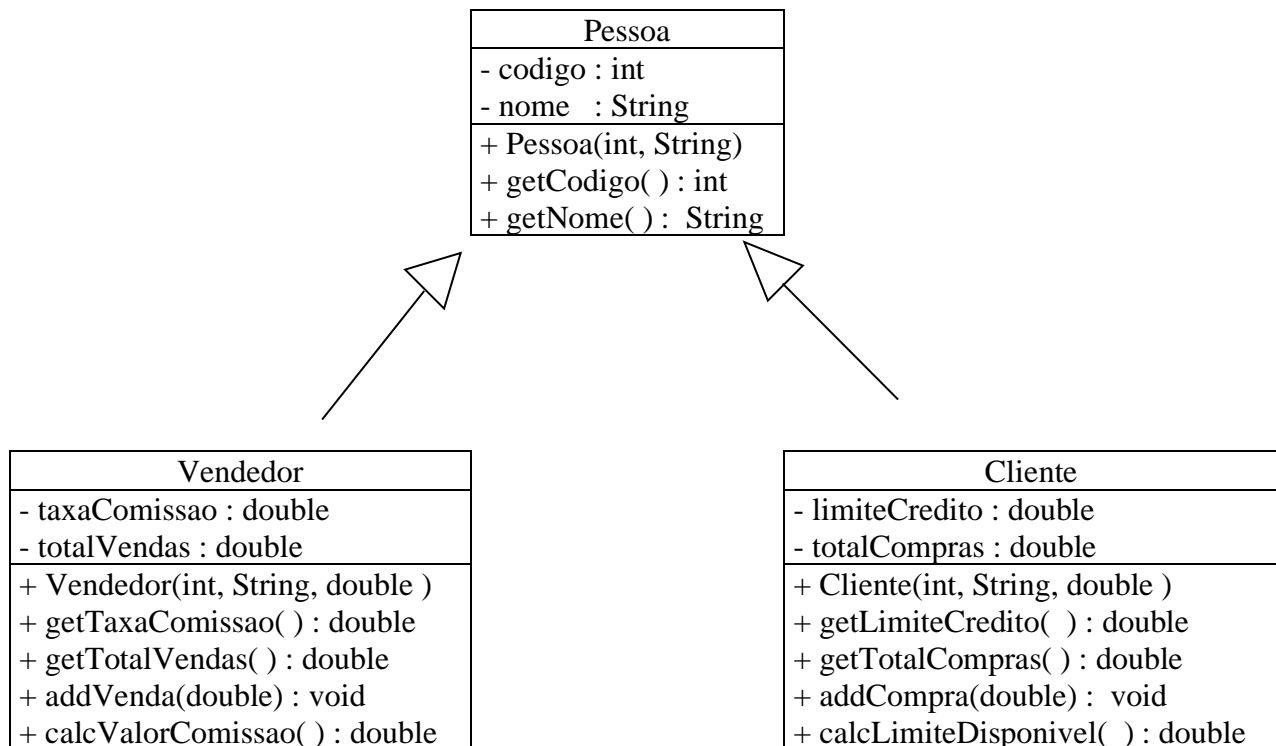 Pessoa
- codigo : int
- nome : String
+ Pessoa(int, String)
+ getCodigo( ) : int
+ getNome( ) : String
Vendedor
- taxaComissao : double
- totalVendas : double
+ Vendedor(int, String, double )
+ getTaxaComissao( ) : double
+ getTotalVendas( ) : double
+ addVenda(double) : void
+ calcValorComissao( ) : double
Cliente
- limiteCredito : double
- totalCompras : double
+ Cliente(int, String, double )
+ getLimiteCredito( ) : double
+ getTotalCompras( ) : double
+ addCompra(double) : void
+ calcLimiteDisponivel( ) : double